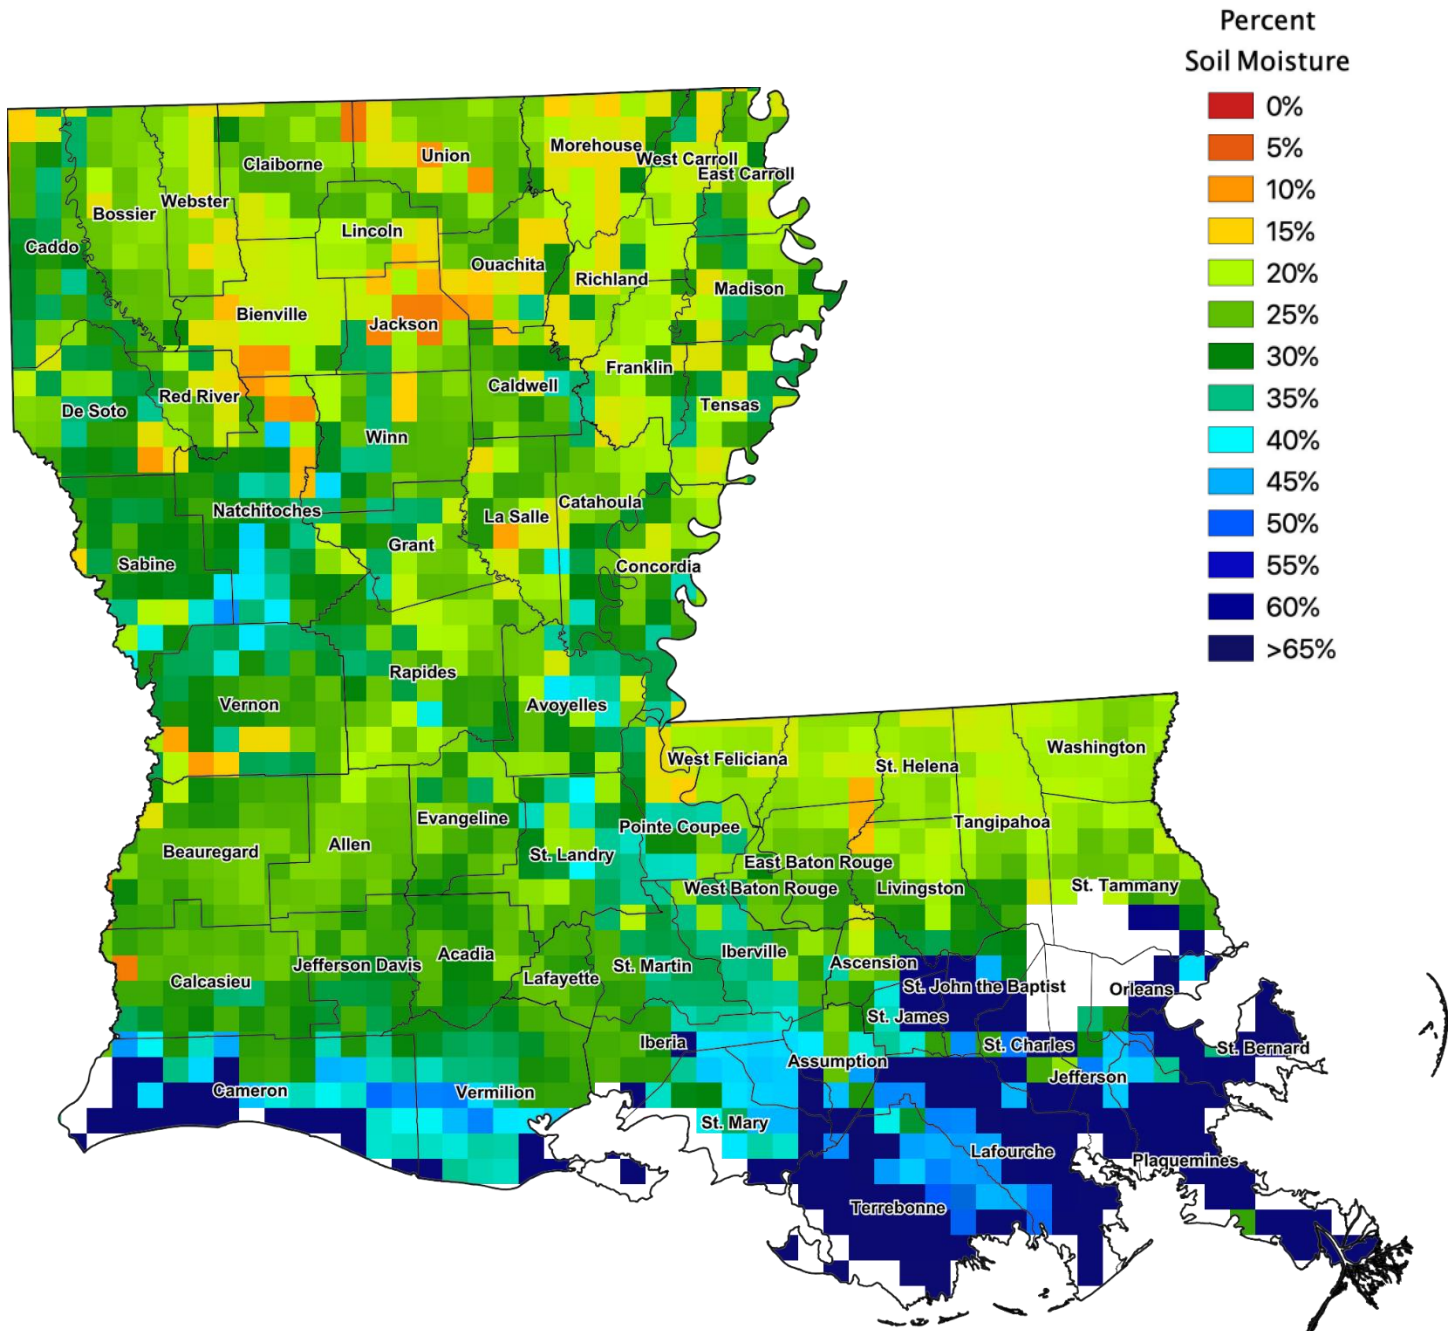 Percent
Soil Moisture
0%
5%
10%
15%
20%
25%
30%
35%
40%
45%
50%
55%
60%
>65%
Morehouse
Union
West Carroll
Claiborne
East Carroll
Webster
Bossier
Lincoln
Caddo
Ouachita
Richland
Madison
Bienville
Jackson
Franklin
Caldwell
Red River
Tensas
De Soto
Winn
Catahoula
Natchitoches
La Salle
Grant
Sabine
Concordia
Rapides
Vernon
Avoyelles
Washington
West Feliciana
St. Helena
Evangeline
Tangipahoa
Pointe Coupee
Allen
Beauregard
St. Landry
East Baton Rouge
St. Tammany
West Baton Rouge
Livingston
Iberville
Acadia
Ascension
Jefferson Davis
St. Martin
Lafayette
Calcasieu
St. John the Baptist
Orleans
St. James
Iberia
St. Charles
St. Bernard
Assumption
Jefferson
Cameron
Vermilion
St. Mary
Lafourche
Plaquemines
Terrebonne